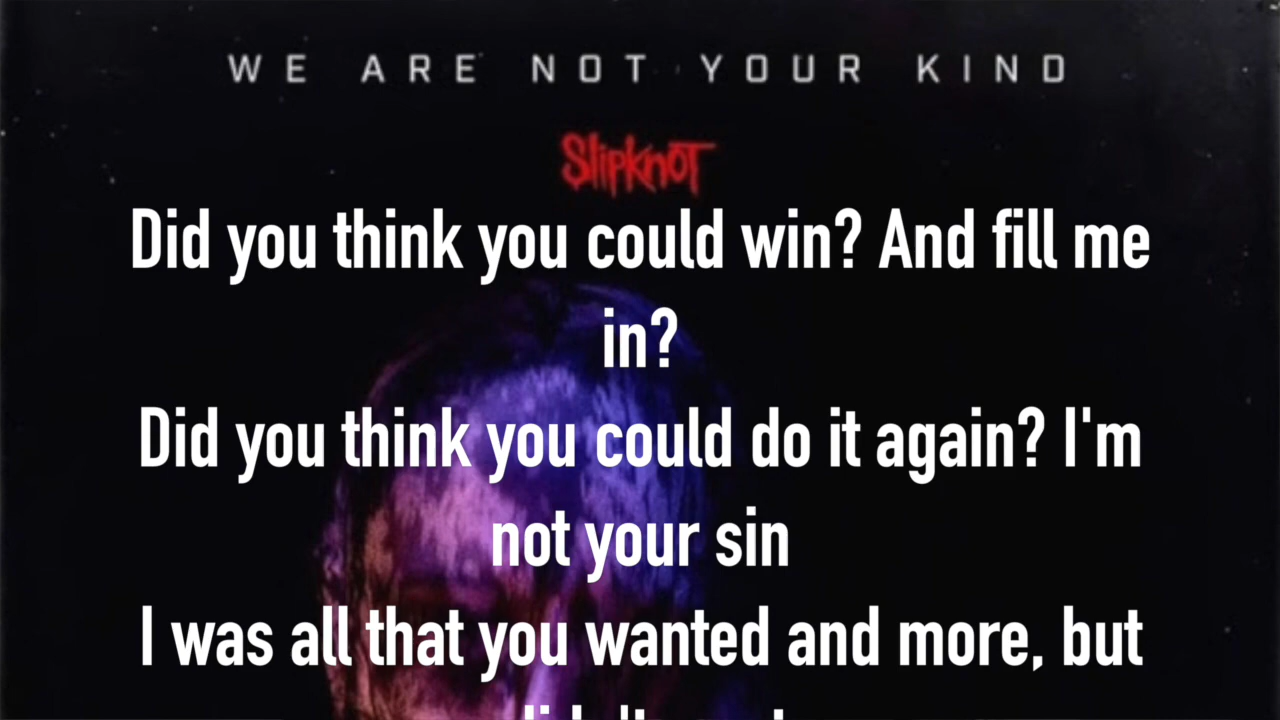 WE ARE NOT YOUR KIND
SlipKnoT
Did you think you could win? And fill me
in?
Did you think you could do it again? I'm
not your sin
I was all that you wanted and more, but